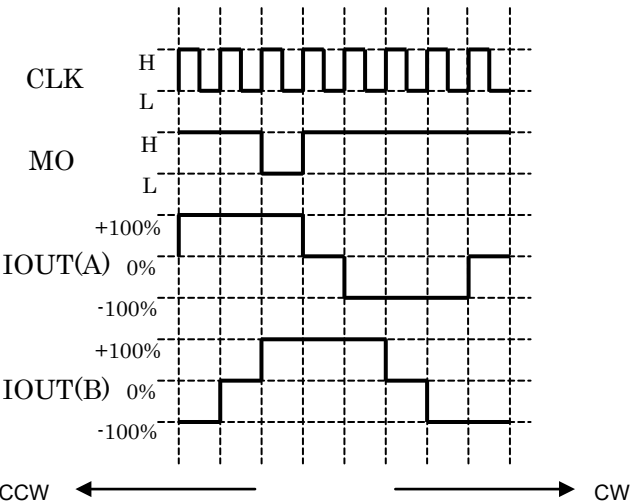 CLK
H
L
MO
H
L
IOUT(A)
+100%
0%
-100%
IOUT(B)
+100%
0%
-100%
CCW
CW